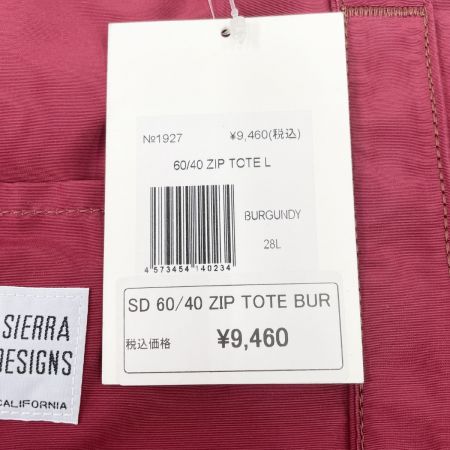 №1927 ¥9,460(税込)
60/40 ZIP TOTE L
BURGUNDY
28L
4 573454 140234
SD 60/40 ZIP TOTE BUR
税込価格 ¥9,460
SIERRA
DESIGNS
CALIFORNIA